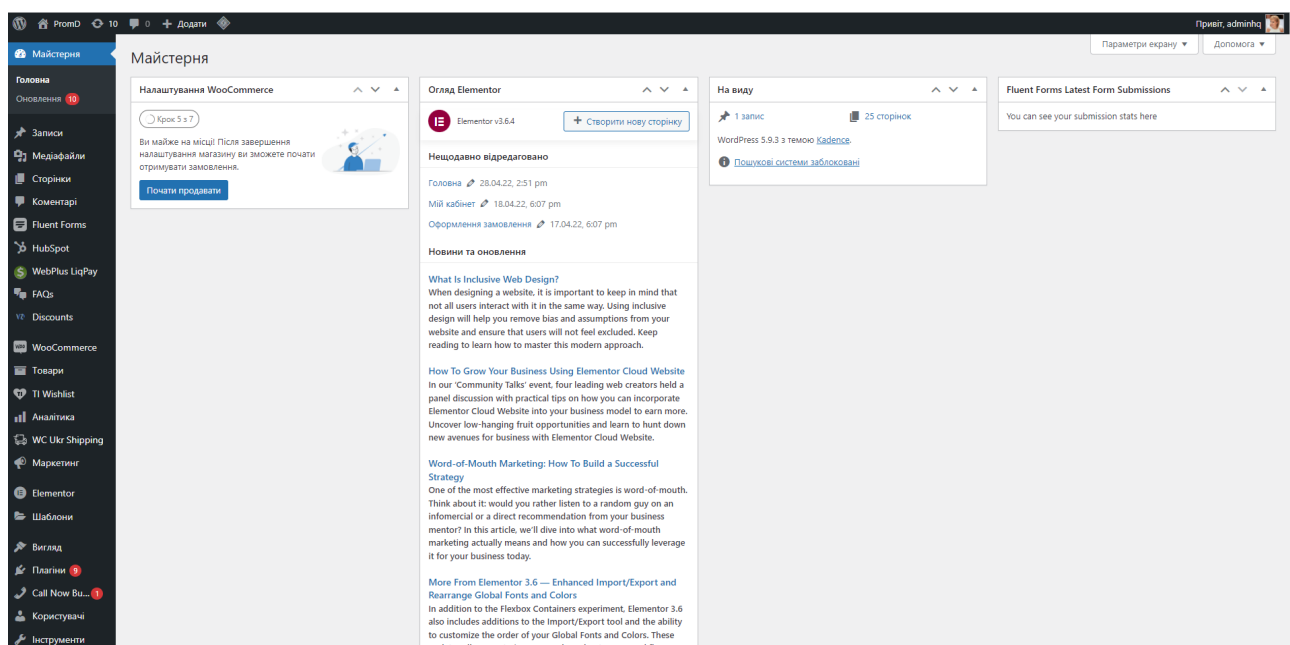 PromD 10 0 + Додати
Привіт, adminhq
Параметри екрану ▼
Допомога ▼
Майстерня
Головна
Оновлення 10
Записи
Медіафайли
Сторінки
Коментарі
Fluent Forms
HubSpot
WebPlus LiqPay
FAQs
Discounts
WooCommerce
Товари
TI Wishlist
Аналітика
WC Ukr Shipping
Маркетинг
Elementor
Шаблони
Вигляд
Плагіни 9
Call Now Bu... 1
Користувачі
Інструменти
Майстерня
Налаштування WooCommerce
Крок 5 з 7
Ви майже на місці! Після завершення
налаштування магазину ви зможете почати
отримувати замовлення.
Почати продавати
Огляд Elementor
Elementor v3.6.4
+ Створити нову сторінку
Нещодавно відредаговано
Головна 28.04.22, 2:51 pm
Мій кабінет 18.04.22, 6:07 pm
Оформлення замовлення 17.04.22, 6:07 pm
Новини та оновлення
What Is Inclusive Web Design?
When designing a website, it is important to keep in mind that
not all users interact with it in the same way. Using inclusive
design will help you remove bias and assumptions from your
website and ensure that users will not feel excluded. Keep
reading to learn how to master this modern approach.
How To Grow Your Business Using Elementor Cloud Website
In our 'Community Talks' event, four leading web creators held a
panel discussion with practical tips on how you can incorporate
Elementor Cloud Website into your business model to earn more.
Uncover low-hanging fruit opportunities and learn to hunt down
new avenues for business with Elementor Cloud Website.
Word-of-Mouth Marketing: How To Build a Successful
Strategy
One of the most effective marketing strategies is word-of-mouth.
Think about it: would you rather listen to a random guy on an
infomercial or a direct recommendation from your business
mentor? In this article, we'll dive into what word-of-mouth
marketing actually means and how you can successfully leverage
it for your business today.
More From Elementor 3.6 — Enhanced Import/Export and
Rearrange Global Fonts and Colors
In addition to the Flexbox Containers experiment, Elementor 3.6
also includes additions to the Import/Export tool and the ability
to customize the order of your Global Fonts and Colors. These
На виду
1 запис
25 сторінок
WordPress 5.9.3 з темою Kadence.
Пошукові системи заблоковані
Fluent Forms Latest Form Submissions
You can see your submission stats here